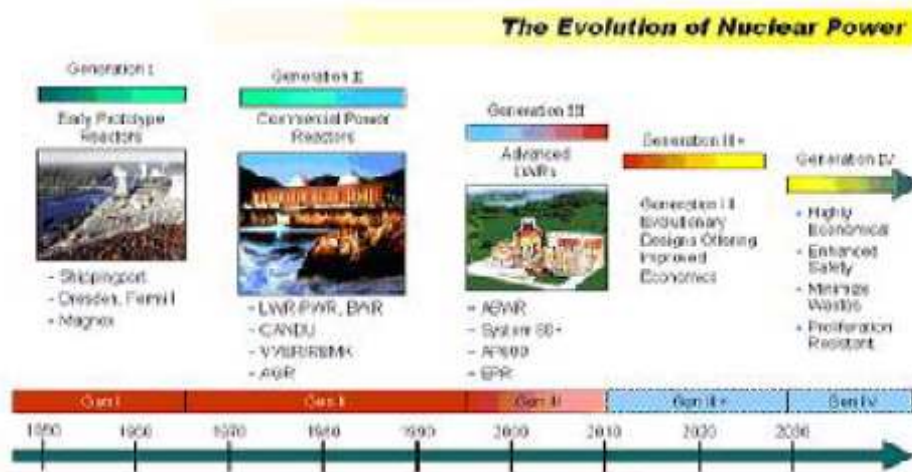 The Evolution of Nuclear Power
Generation I
Early Prototype
Reactors
- Shippingport
- Dresden, Fermi I
- Magnox
Generation II
Commercial Power
Reactors
- LWR-PWR, BWR
- CANDU
- VVER/RBMK
- AGR
Generation III
Advanced
LWRs
- ABWR
- System 80+
- AP600
- EPR
Generation III+
Generation III
Evolutionary
Designs Offering
Improved
Economics
Generation IV
• Highly
Economical
• Enhanced
Safety
• Minimize
Wastes
• Proliferation
Resistant
Gen I
Gen II
Gen III
Gen III+
Gen IV
1950
1960
1970
1980
1990
2000
2010
2020
2030